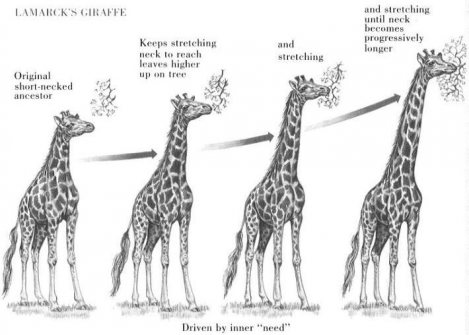 LAMARCK'S GIRAFFE
Original
short-necked
ancestor
Keeps stretching
neck to reach
leaves higher
up on tree
and
stretching
and stretching
until neck
becomes
progressively
longer
Driven by inner "need"